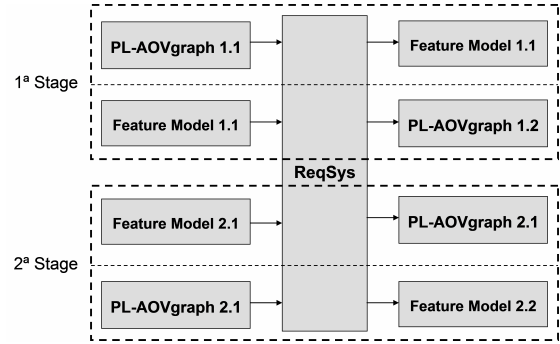 PL-AOVgraph 1.1
Feature Model 1.1
1ª Stage
Feature Model 1.1
PL-AOVgraph 1.2
ReqSys
Feature Model 2.1
PL-AOVgraph 2.1
2ª Stage
PL-AOVgraph 2.1
Feature Model 2.2